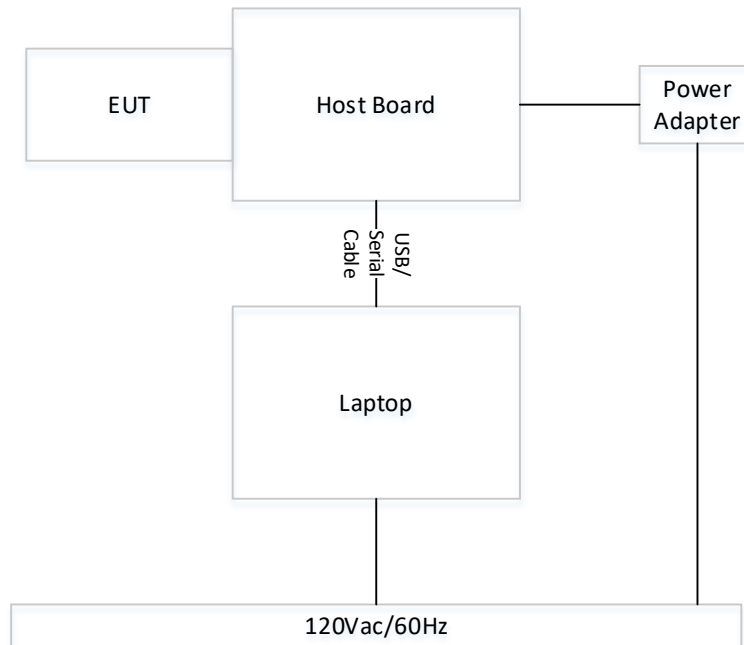 EUT
Host Board
Power
Adapter
USB/
Serial
Cable
Laptop
120Vac/60Hz